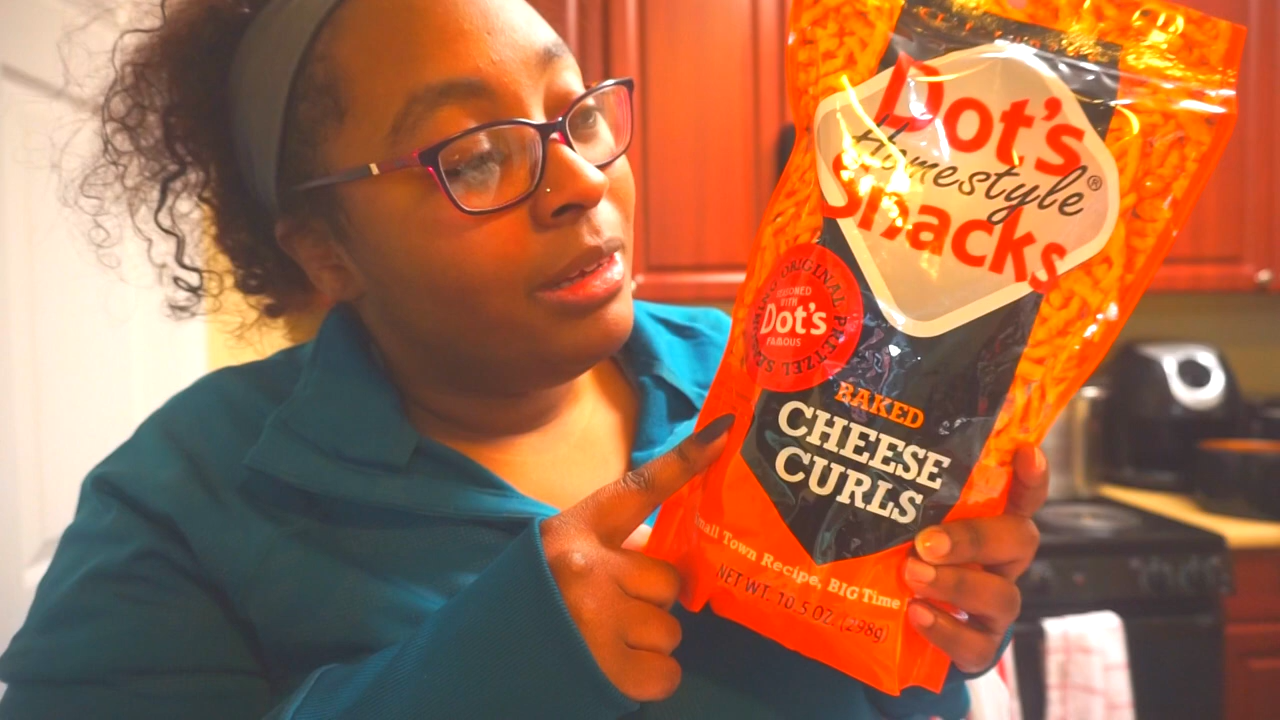 Dot's
Homestyle®
Snacks
ORIGINAL PRETZEL
SEASONED
WITH
Dot's
FAMOUS
BAKED
CHEESE
CURLS
Small Town Recipe, BIG Time
NET WT. 10.5 OZ. (298g)